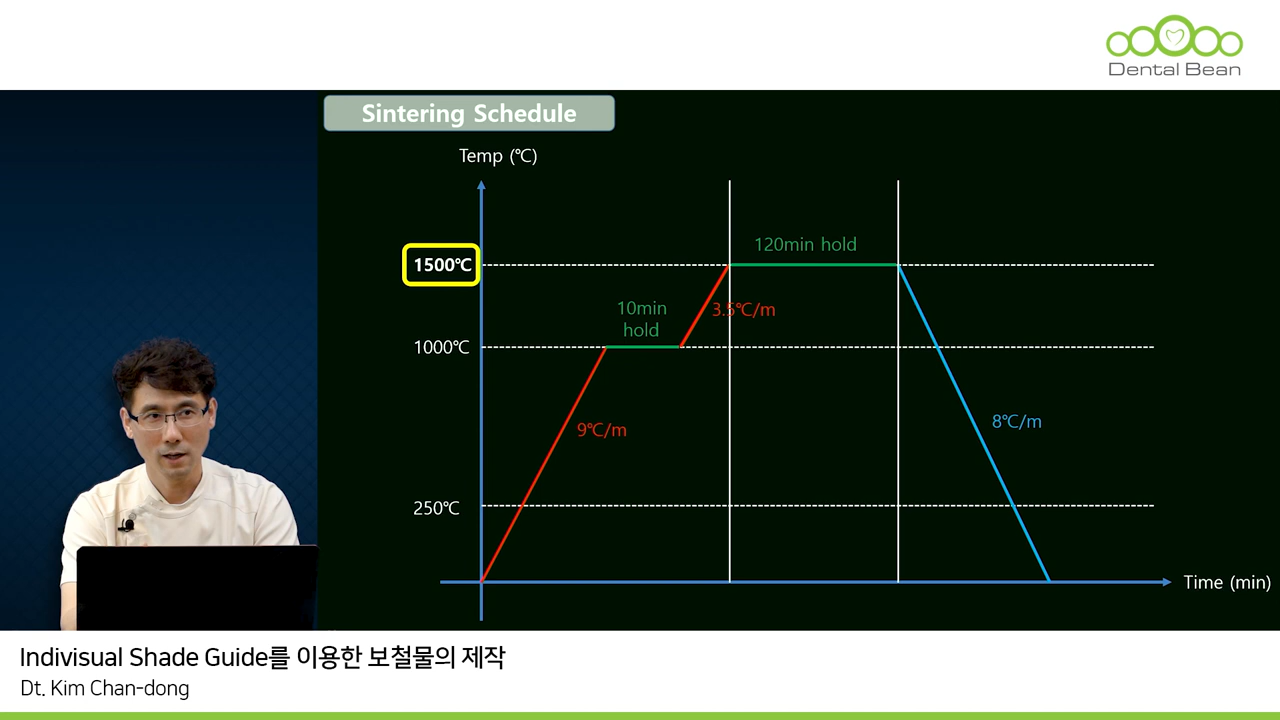 Dental Bean
Sintering Schedule
Temp (℃)
120min hold
1500℃
10min
hold
3.5℃/m
1000℃
9℃/m
8℃/m
250℃
Time (min)
Indivisual Shade Guide를 이용한 보철물의 제작
Dt. Kim Chan-dong